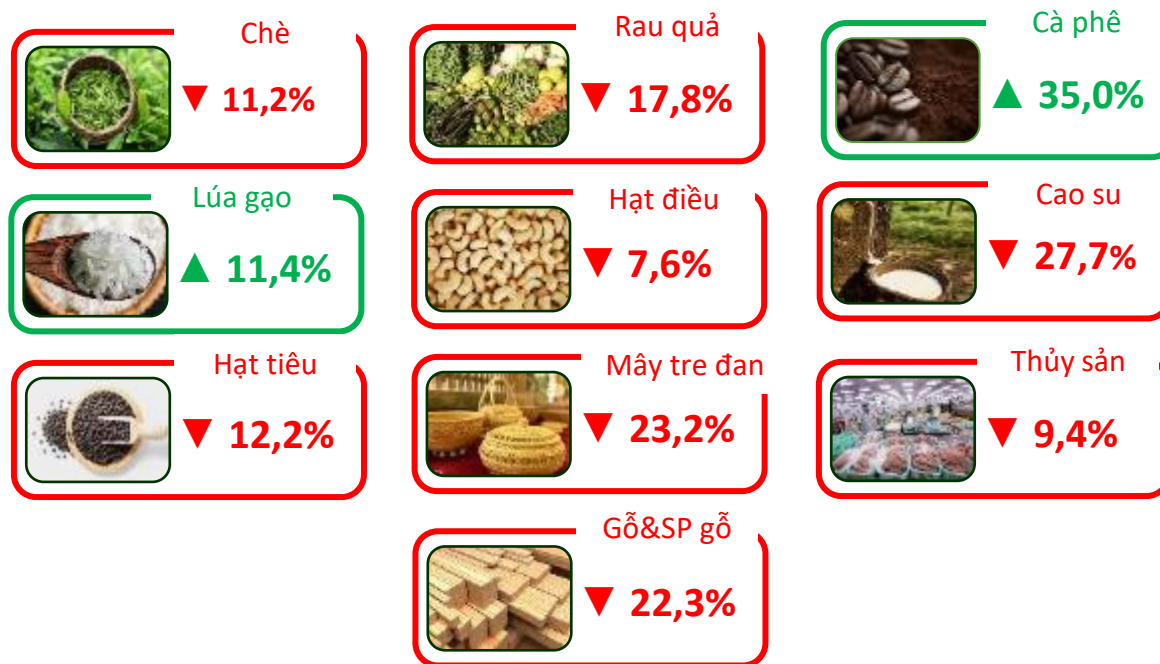 Chè
▼ 11,2%
Rau quả
▼ 17,8%
Cà phê
▲ 35,0%
Lúa gạo
▲ 11,4%
Hạt điều
▼ 7,6%
Cao su
▼ 27,7%
Hạt tiêu
▼ 12,2%
Mây tre đan
▼ 23,2%
Thủy sản
▼ 9,4%
Gỗ&SP gỗ
▼ 22,3%